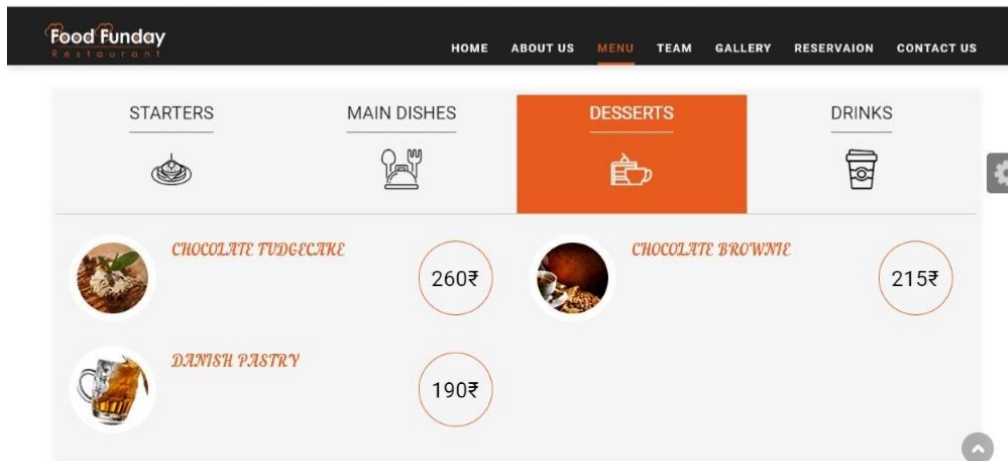 Food Funday
Restaurant
HOME ABOUT US MENU TEAM GALLERY RESERVAION CONTACT US
STARTERS MAIN DISHES DESSERTS DRINKS
CHOCOLATE FUDGECAKE 260₹ CHOCOLATE BROWNIE 215₹
DANISH PASTRY 190₹